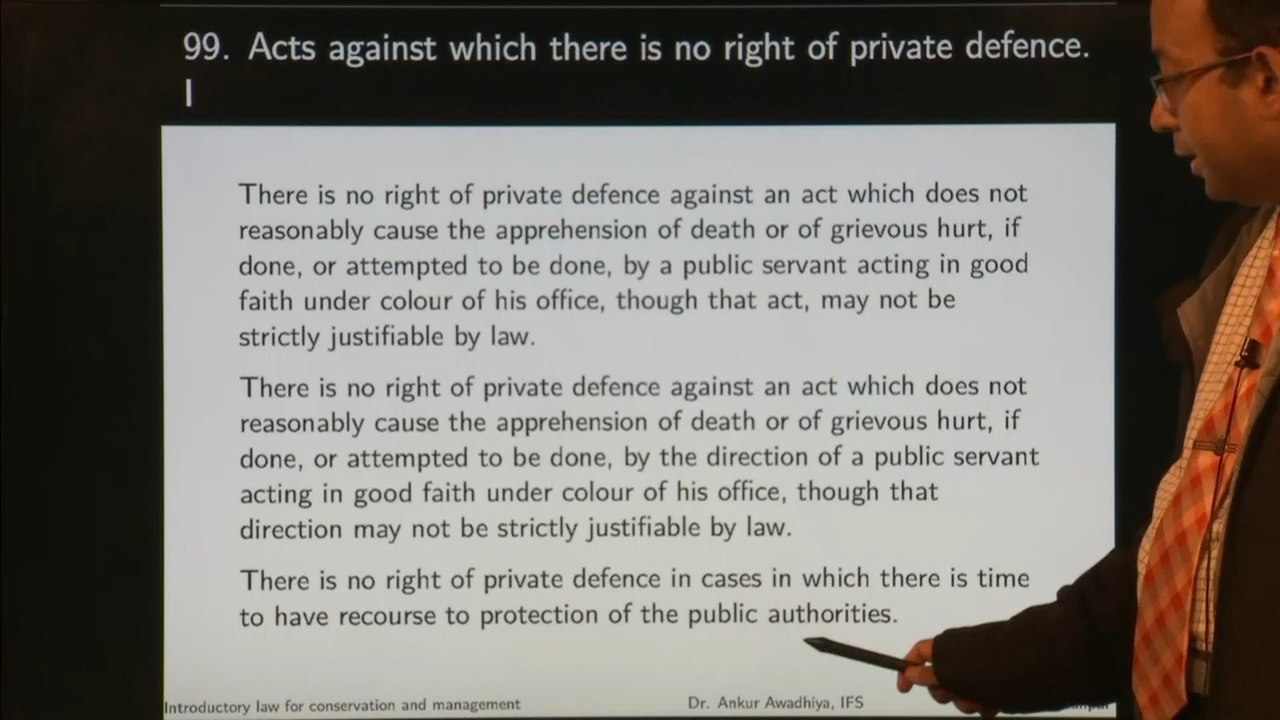 99. Acts against which there is no right of private defence.
I
There is no right of private defence against an act which does not
reasonably cause the apprehension of death or of grievous hurt, if
done, or attempted to be done, by a public servant acting in good
faith under colour of his office, though that act, may not be
strictly justifiable by law.
There is no right of private defence against an act which does not
reasonably cause the apprehension of death or of grievous hurt, if
done, or attempted to be done, by the direction of a public servant
acting in good faith under colour of his office, though that
direction may not be strictly justifiable by law.
There is no right of private defence in cases in which there is time
to have recourse to protection of the public authorities.
Introductory law for conservation and management Dr. Ankur Awadhiya, IFS